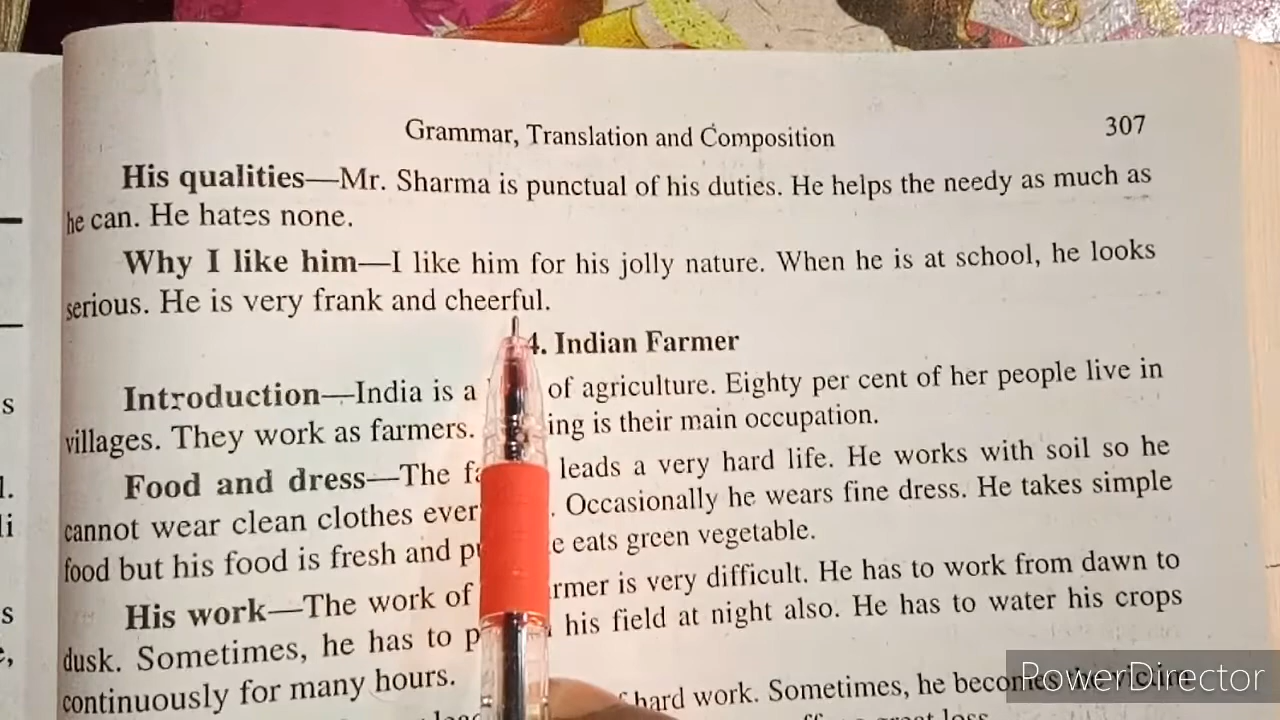 Grammar, Translation and Composition 307
His qualities—Mr. Sharma is punctual of his duties. He helps the needy as much as
he can. He hates none.
Why I like him—I like him for his jolly nature. When he is at school, he looks
serious. He is very frank and cheerful.
4. Indian Farmer
Introduction—India is a of agriculture. Eighty per cent of her people live in
villages. They work as farmers. ing is their main occupation.
Food and dress—The fa leads a very hard life. He works with soil so he
cannot wear clean clothes ever . Occasionally he wears fine dress. He takes simple
food but his food is fresh and pu e eats green vegetable.
His work—The work of rmer is very difficult. He has to work from dawn to
dusk. Sometimes, he has to p his field at night also. He has to water his crops
continuously for many hours.
hard work. Sometimes, he becomes
great loss
s
l.
li
s
e,
PowerDirector